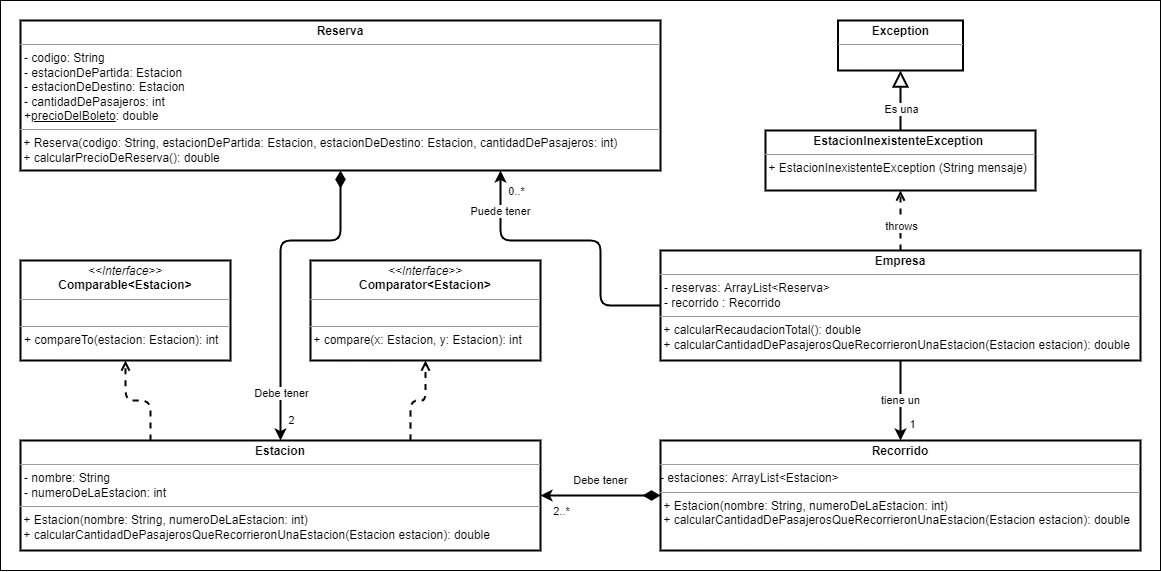 Reserva
- codigo: String
- estacionDePartida: Estacion
- estacionDeDestino: Estacion
- cantidadDePasajeros: int
+precioDelBoleto: double
+ Reserva(codigo: String, estacionDePartida: Estacion, estacionDeDestino: Estacion, cantidadDePasajeros: int)
+ calcularPrecioDeReserva(): double
Exception
Es una
EstacionInexistenteException
+ EstacionInexistenteException (String mensaje)
throws
0..*
Puede tener
Empresa
- reservas: ArrayList<Reserva>
- recorrido : Recorrido
+ calcularRecaudacionTotal(): double
+ calcularCantidadDePasajerosQueRecorrieronUnaEstacion(Estacion estacion): double
<<Interface>>
Comparable<Estacion>
+ compareTo(estacion: Estacion): int
<<Interface>>
Comparator<Estacion>
+ compare(x: Estacion, y: Estacion): int
Debe tener
2
tiene un
1
Estacion
- nombre: String
- numeroDeLaEstacion: int
+ Estacion(nombre: String, numeroDeLaEstacion: int)
+ calcularCantidadDePasajerosQueRecorrieronUnaEstacion(Estacion estacion): double
Debe tener
2..*
Recorrido
- estaciones: ArrayList<Estacion>
+ Estacion(nombre: String, numeroDeLaEstacion: int)
+ calcularCantidadDePasajerosQueRecorrieronUnaEstacion(Estacion estacion): double